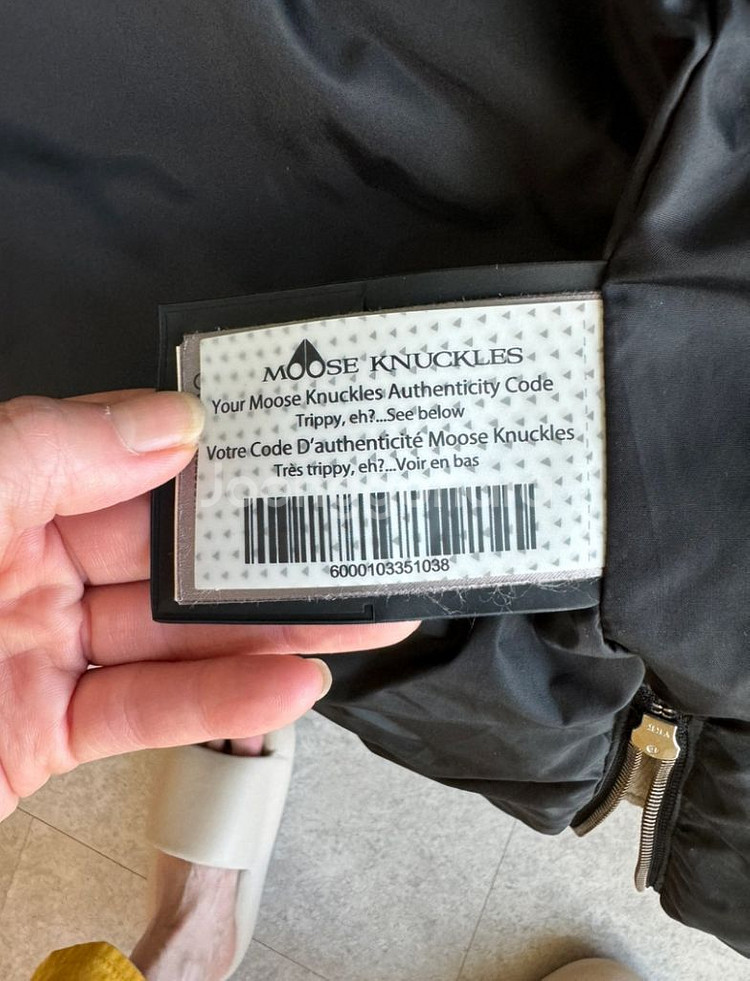 MOOSE KNUCKLES
Your Moose Knuckles Authenticity Code
Trippy, eh?...See below
Votre Code D'authenticité Moose Knuckles
Très trippy, eh?...Voir en bas
6000103351038
YKK